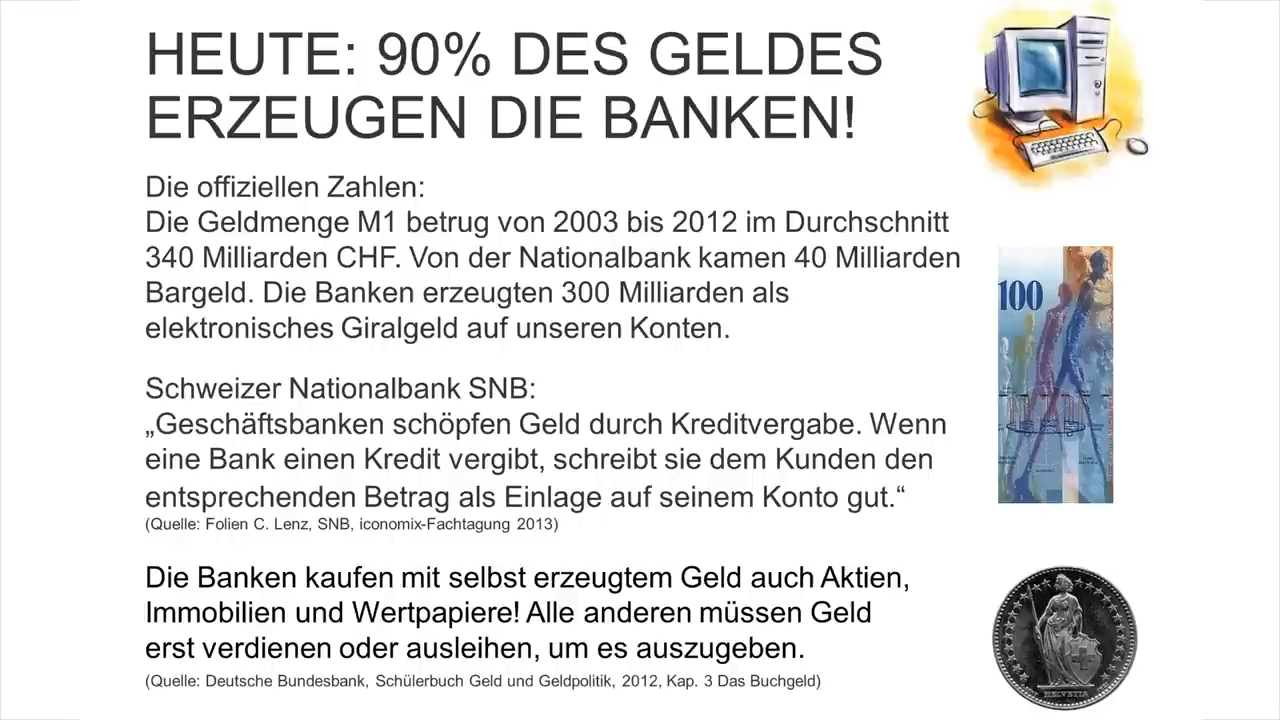 HEUTE: 90% DES GELDES
ERZEUGEN DIE BANKEN!
Die offiziellen Zahlen:
Die Geldmenge M1 betrug von 2003 bis 2012 im Durchschnitt
340 Milliarden CHF. Von der Nationalbank kamen 40 Milliarden
Bargeld. Die Banken erzeugten 300 Milliarden als
elektronisches Giralgeld auf unseren Konten.
Schweizer Nationalbank SNB:
„Geschäftsbanken schöpfen Geld durch Kreditvergabe. Wenn
eine Bank einen Kredit vergibt, schreibt sie dem Kunden den
entsprechenden Betrag als Einlage auf seinem Konto gut.“
(Quelle: Folien C. Lenz, SNB, iconomix-Fachtagung 2013)
Die Banken kaufen mit selbst erzeugtem Geld auch Aktien,
Immobilien und Wertpapiere! Alle anderen müssen Geld
erst verdienen oder ausleihen, um es auszugeben.
(Quelle: Deutsche Bundesbank, Schülerbuch Geld und Geldpolitik, 2012, Kap. 3 Das Buchgeld)
100
HELVETIA